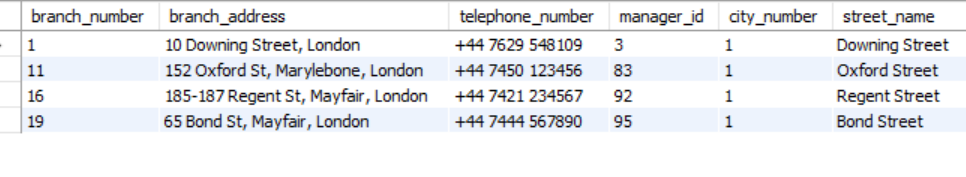 branch_number branch_address telephone_number manager_id city_number street_name
1 10 Downing Street, London +44 7629 548109 3 1 Downing Street
11 152 Oxford St, Marylebone, London +44 7450 123456 83 1 Oxford Street
16 185-187 Regent St, Mayfair, London +44 7421 234567 92 1 Regent Street
19 65 Bond St, Mayfair, London +44 7444 567890 95 1 Bond Street